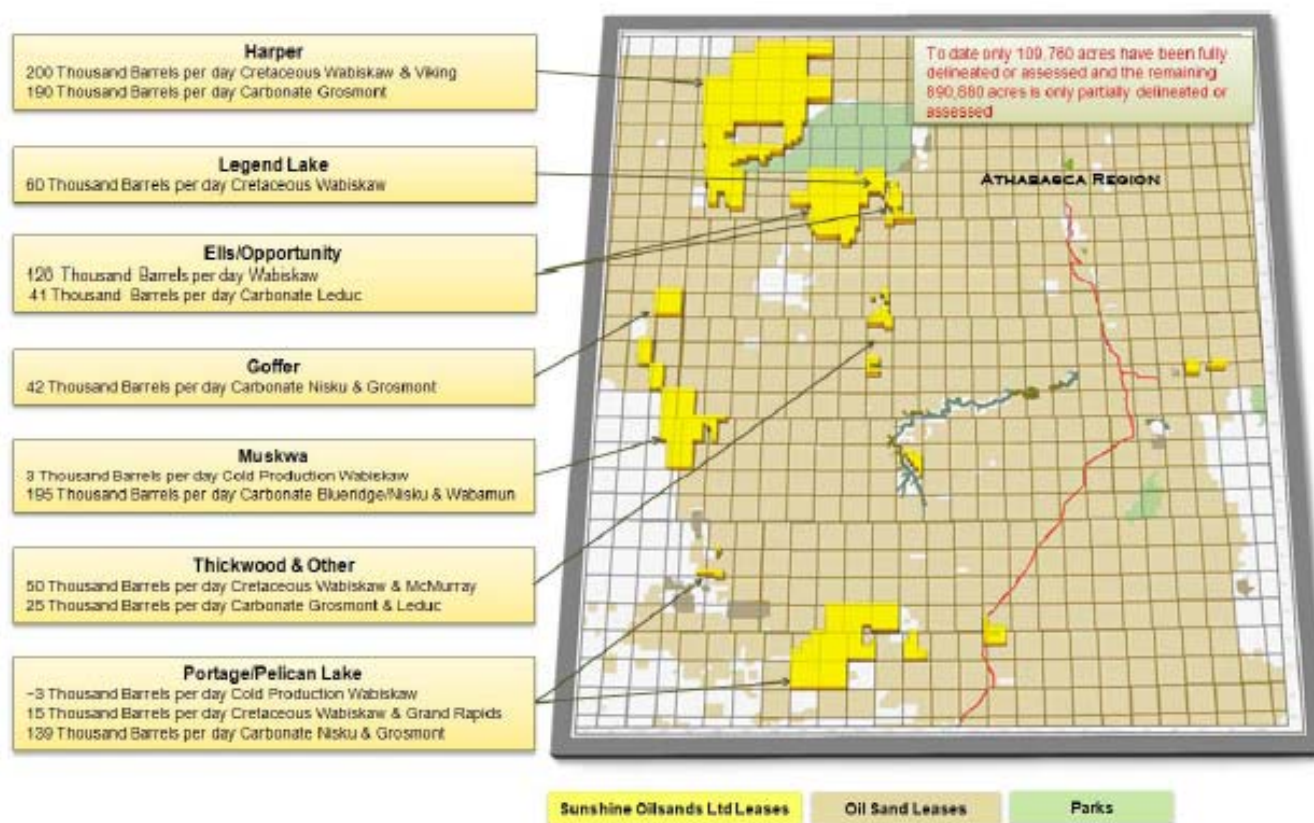 Harper
200 Thousand Barrels per day Cretaceous Wabiskaw & Viking
190 Thousand Barrels per day Carbonate Grosmont
Legend Lake
60 Thousand Barrels per day Cretaceous Wabiskaw
Ells/Opportunity
126 Thousand Barrels per day Wabiskaw
41 Thousand Barrels per day Carbonate Leduc
Goffer
42 Thousand Barrels per day Carbonate Nisku & Grosmont
Muskwa
3 Thousand Barrels per day Cold Production Wabiskaw
195 Thousand Barrels per day Carbonate Blueridge/Nisku & Wabamun
Thickwood & Other
50 Thousand Barrels per day Cretaceous Wabiskaw & McMurray
25 Thousand Barrels per day Carbonate Grosmont & Leduc
Portage/Pelican Lake
~3 Thousand Barrels per day Cold Production Wabiskaw
15 Thousand Barrels per day Cretaceous Wabiskaw & Grand Rapids
139 Thousand Barrels per day Carbonate Nisku & Grosmont
To date only 109,760 acres have been fully
delineated or assessed and the remaining
890,880 acres is only partially delineated or
assessed
ATHABASCA REGION
Sunshine Oilsands Ltd Leases
Oil Sand Leases
Parks